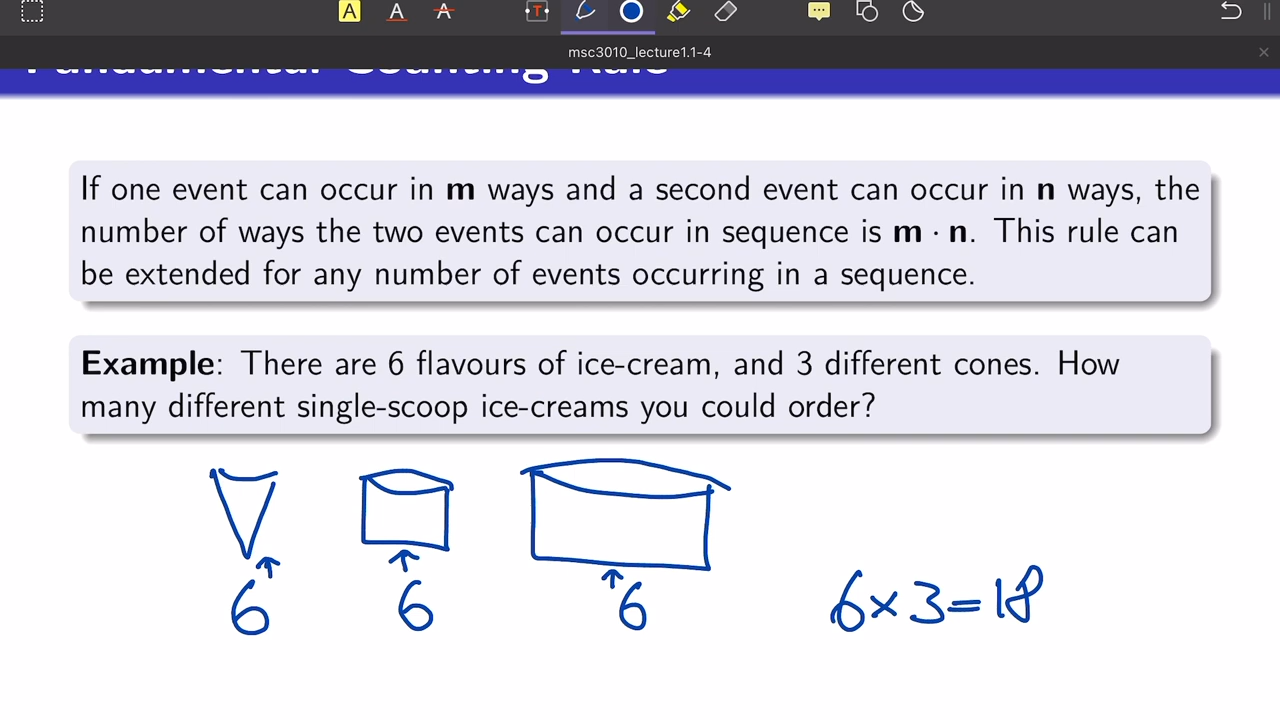 A A A T
msc3010_lecture1.1-4
Fundamental Counting Rule
If one event can occur in m ways and a second event can occur in n ways, the
number of ways the two events can occur in sequence is m · n. This rule can
be extended for any number of events occurring in a sequence.
Example: There are 6 flavours of ice-cream, and 3 different cones. How
many different single-scoop ice-creams you could order?
6 6 6 6×3=18